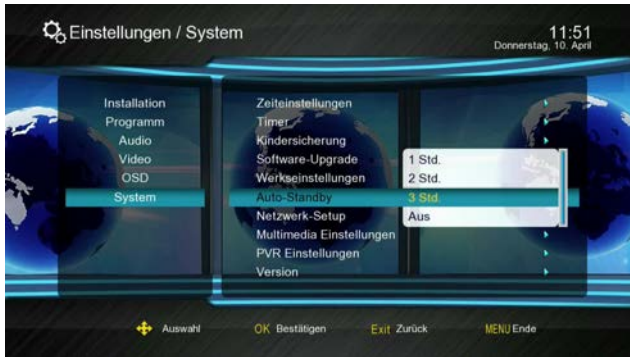 Einstellungen / System
11:51
Donnerstag, 10. April
Installation
Programm
Audio
Video
OSD
System
Zeiteinstellungen
Timer
Kindersicherung
Software-Upgrade
Werkseinstellungen
Auto-Standby
Netzwerk-Setup
Multimedia Einstellungen
PVR Einstellungen
Version
1 Std.
2 Std.
3 Std.
Aus
Auswahl
OK Bestätigen
Exit Zurück
MENU Ende